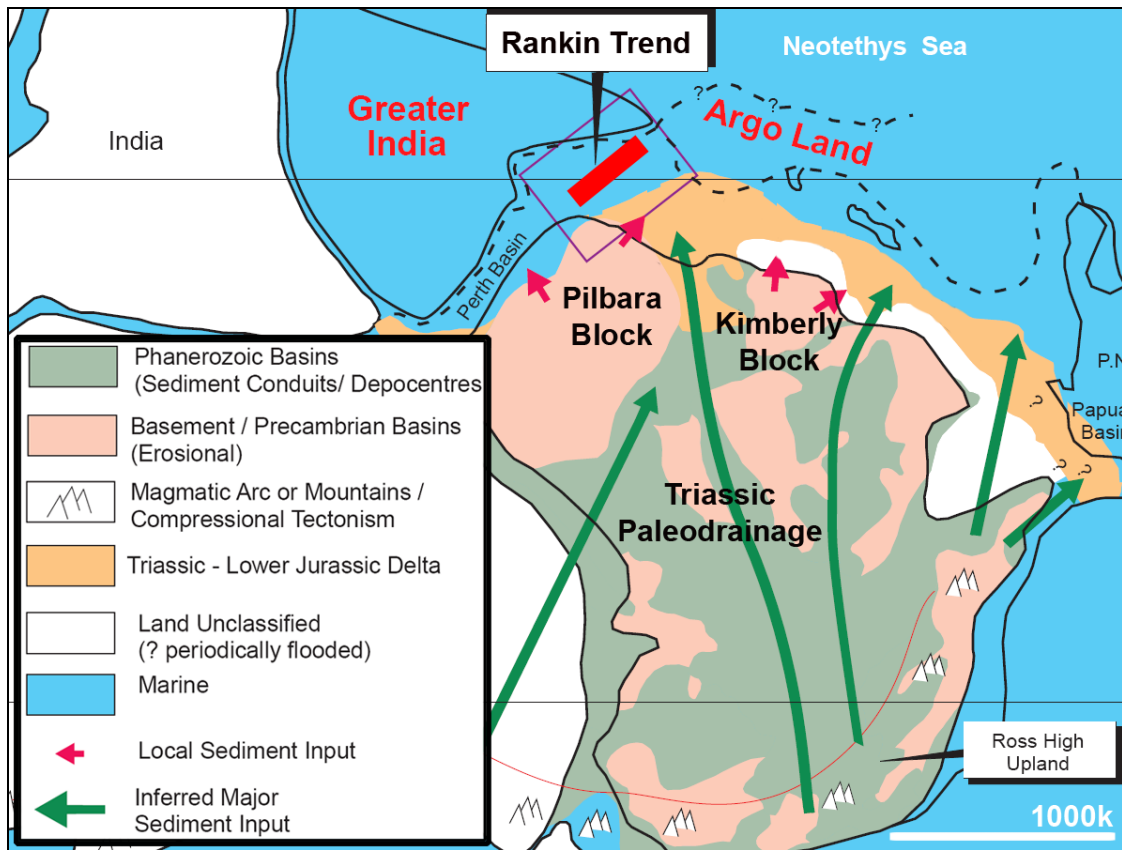 Rankin Trend
Neotethys Sea
Greater
India
Argo Land
?
?
?
India
Perth Basin
Pilbara
Block
Kimberly
Block
P.N
Papua
Basin
?
?
?
Triassic
Paleodrainage
Ross High
Upland
1000k
Phanerozoic Basins
(Sediment Conduits/ Depocentres
Basement / Precambrian Basins
(Erosional)
Magmatic Arc or Mountains /
Compressional Tectonism
Triassic - Lower Jurassic Delta
Land Unclassified
(? periodically flooded)
Marine
Local Sediment Input
Inferred Major
Sediment Input